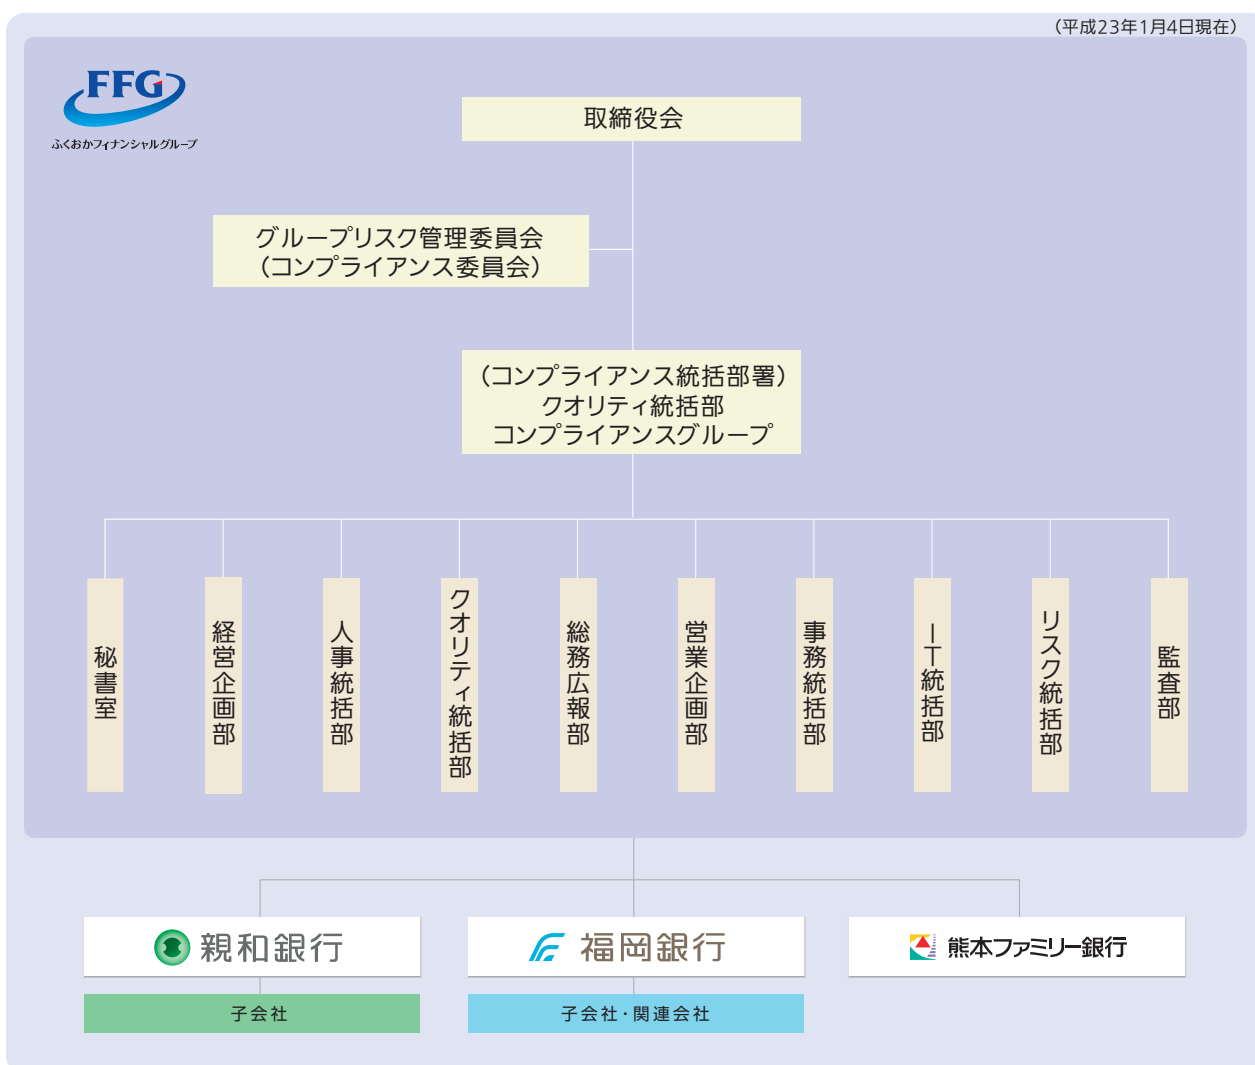 (平成23年1月4日現在)
FFG
ふくおかフィナンシャルグループ
取締役会
グループリスク管理委員会
(コンプライアンス委員会)
(コンプライアンス統括部署)
クオリティ統括部
コンプライアンスグループ
秘書室
経営企画部
人事統括部
クオリティ統括部
総務広報部
営業企画部
事務統括部
IT統括部
リスク統括部
監査部
親和銀行
福岡銀行
熊本ファミリー銀行
子会社
子会社・関連会社